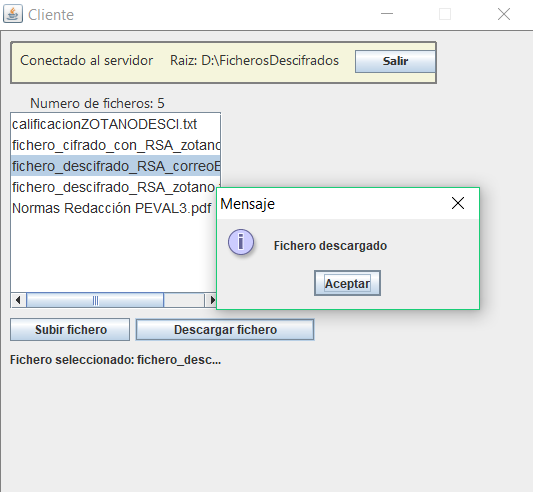 Cliente
Conectado al servidor Raiz: D:\FicherosDescifrados Salir
Numero de ficheros: 5
calificacionZOTANODESCI.txt
fichero_cifrado_con_RSA_zotano
fichero_descifrado_RSA_correoE
fichero_descifrado_RSA_zotano.
Normas Redacción PEVAL3.pdf
Mensaje
Fichero descargado
Aceptar
Subir fichero Descargar fichero
Fichero seleccionado: fichero_desc...